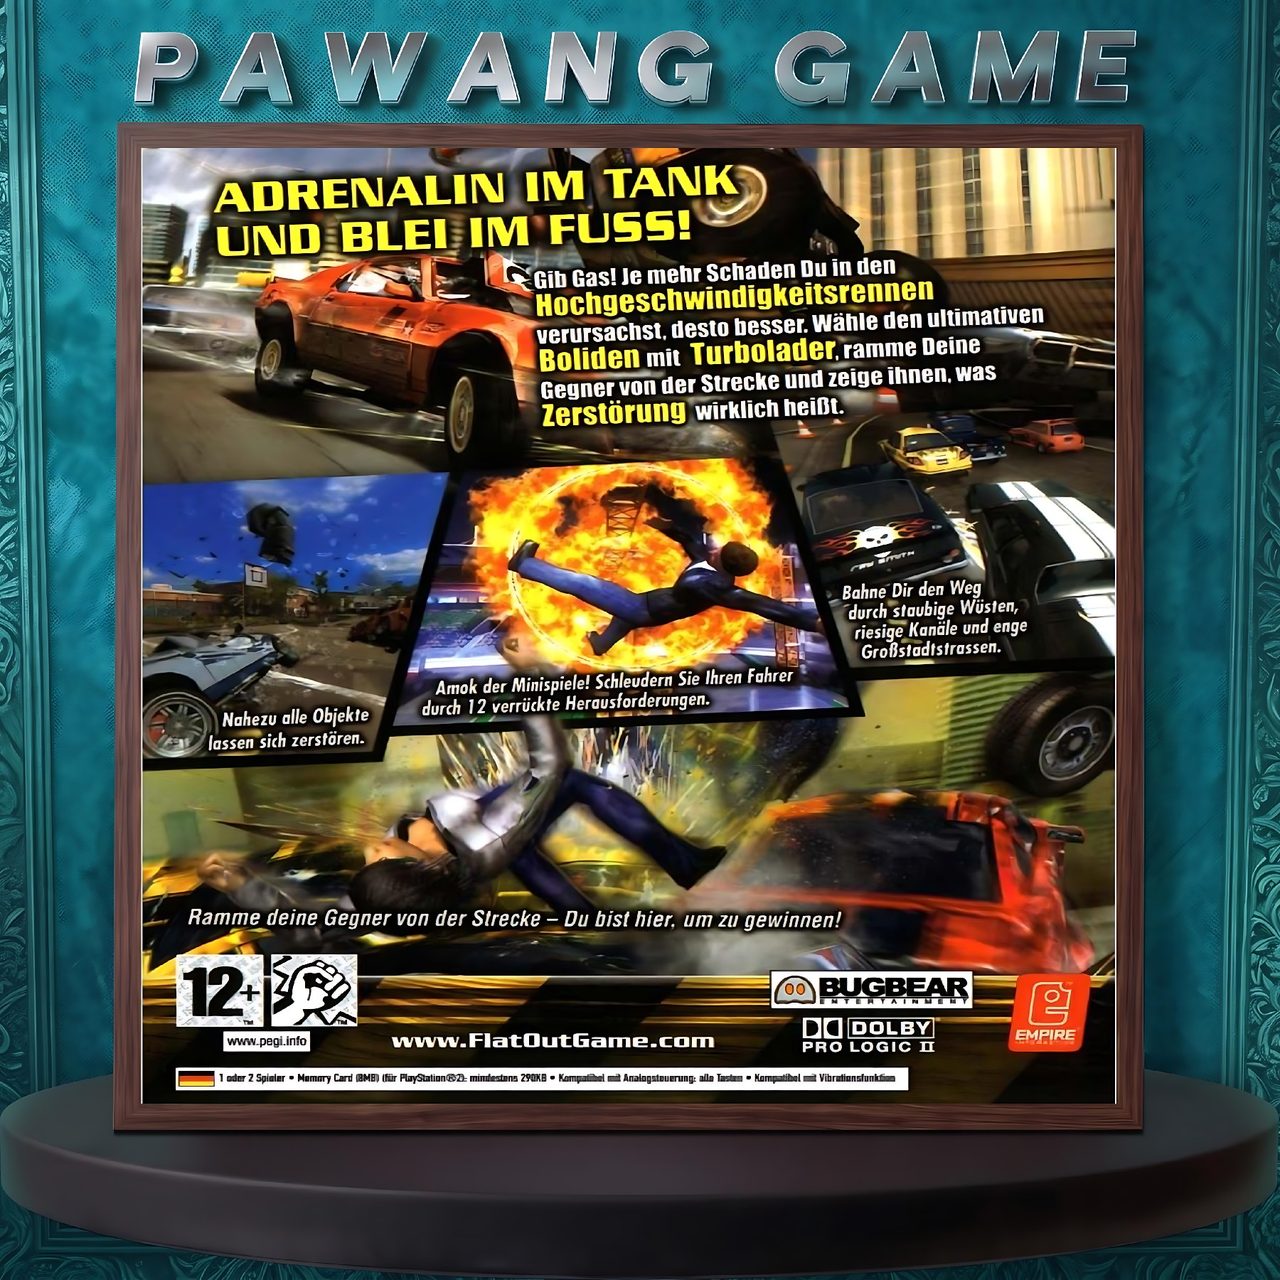 PAWANG GAME
ADRENALIN IM TANK
UND BLEI IM FUSS!
Gib Gas! Je mehr Schaden Du in den
Hochgeschwindigkeitsrennen
verursachst, desto besser. Wähle den ultimativen
Boliden mit Turbolader, ramme Deine
Gegner von der Strecke und zeige ihnen, was
Zerstörung wirklich heißt.
Bahne Dir den Weg
durch staubige Wüsten,
riesige Kanäle und enge
Großstadtstrassen.
Amok der Minispiele! Schleudern Sie Ihren Fahrer
durch 12 verrückte Herausforderungen.
Nahezu alle Objekte
lassen sich zerstören.
Ramme deine Gegner von der Strecke – Du bist hier, um zu gewinnen!
12+
TM
TM
www.pegi.info
www.FlatOutGame.com
BUGBEAR
ENTERTAINMENT
DOLBY
PRO LOGIC II
EMPIRE
1 oder 2 Spieler • Memory Card (8MB) (für PlayStation®2): mindestens 290KB • Kompatibel mit Analogsteuerung: alle Tasten • Kompatibel mit Vibrationsfunktion